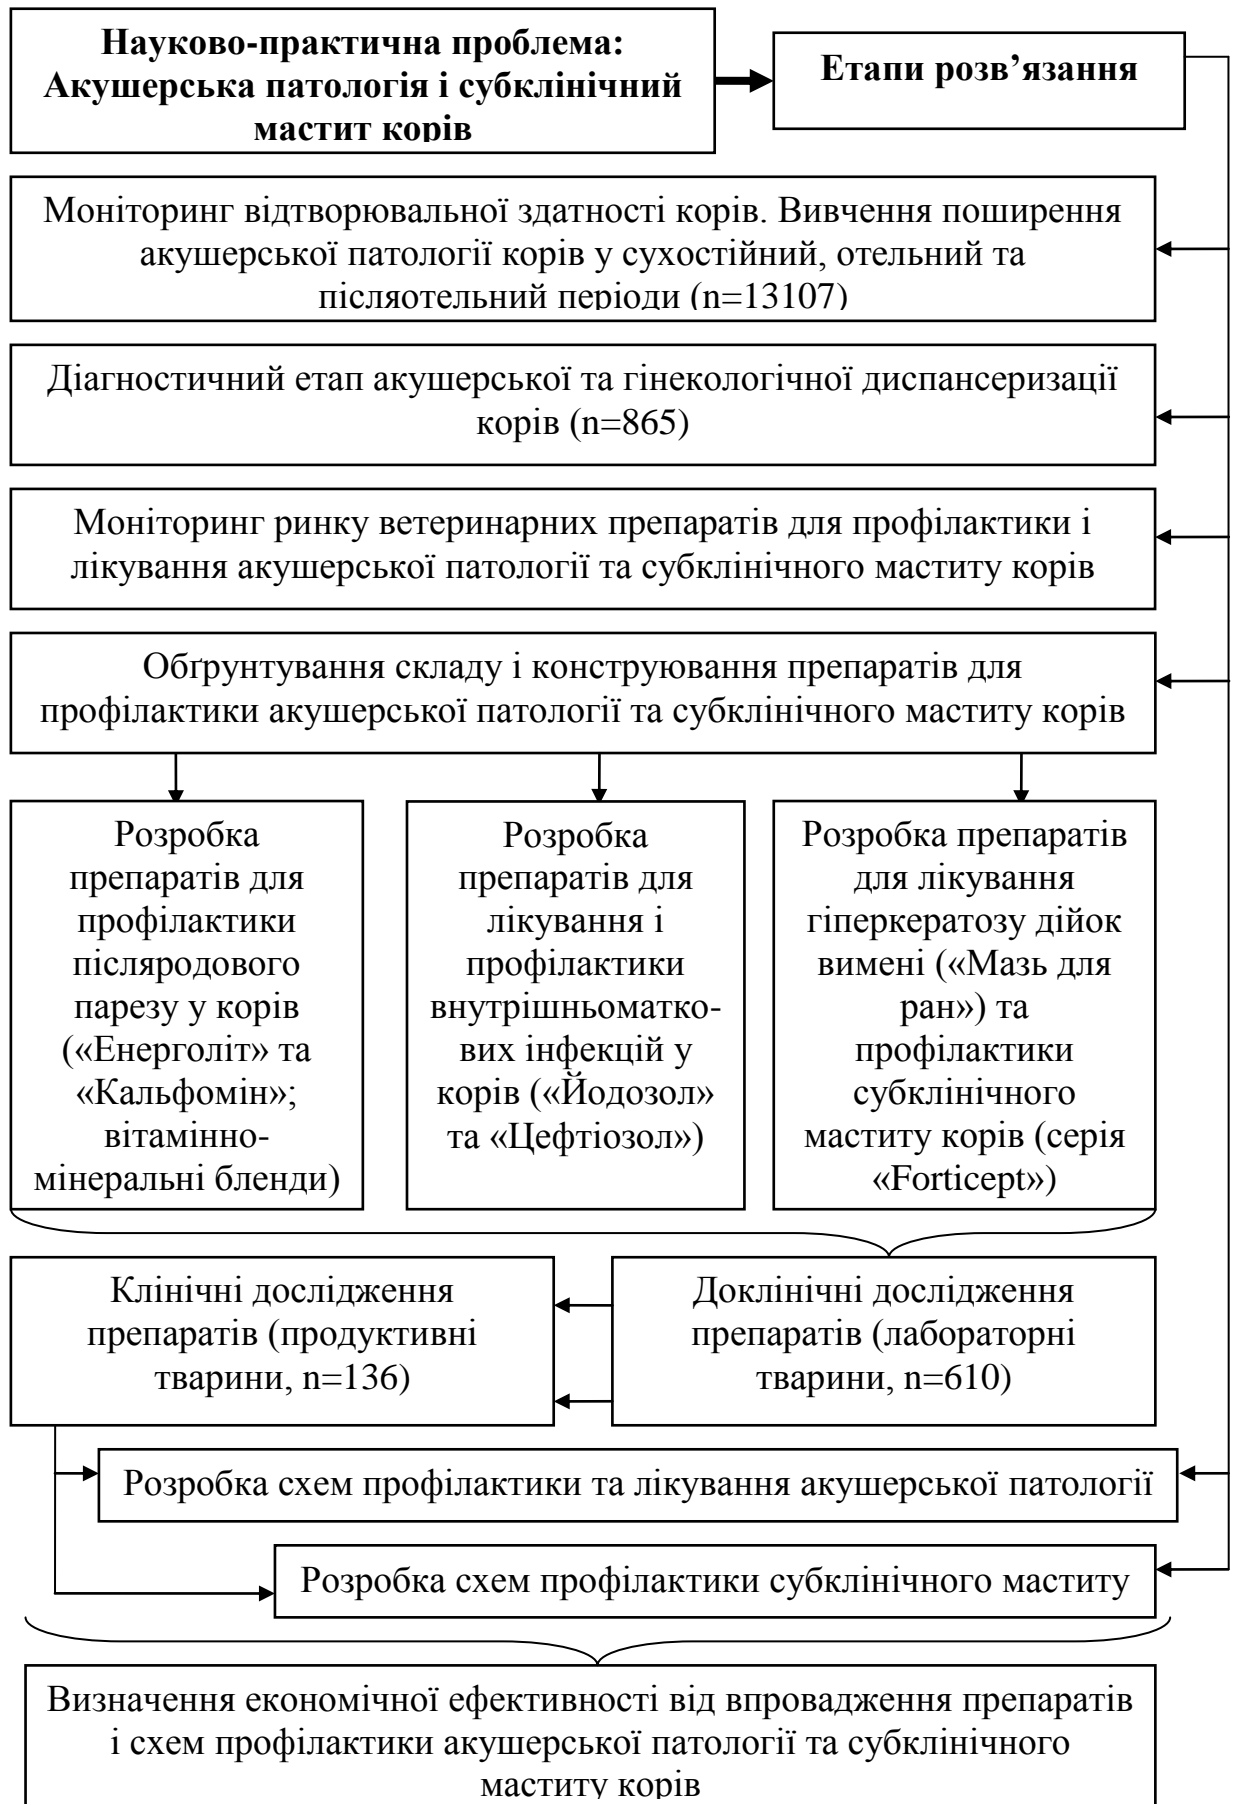 Науково-практична проблема:
Акушерська патологія і субклінічний
мастит корів
Етапи розв’язання
Моніторинг відтворювальної здатності корів. Вивчення поширення
акушерської патології корів у сухостійний, отельний та
післяотельний періоди (n=13107)
Діагностичний етап акушерської та гінекологічної диспансеризації
корів (n=865)
Моніторинг ринку ветеринарних препаратів для профілактики і
лікування акушерської патології та субклінічного маститу корів
Обґрунтування складу і конструювання препаратів для
профілактики акушерської патології та субклінічного маститу корів
Розробка
препаратів для
профілактики
післяродового
парезу у корів
(«Енерголіт» та
«Кальфомін»;
вітамінно-
мінеральні бленди)
Розробка
препаратів для
лікування і
профілактики
внутрішньоматко-
вих інфекцій у
корів («Йодозол»
та «Цефтіозол»)
Розробка препаратів
для лікування
гіперкератозу дійок
вимені («Мазь для
ран») та
профілактики
субклінічного
маститу корів (серія
«Forticept»)
Клінічні дослідження
препаратів (продуктивні
тварини, n=136)
Доклінічні дослідження
препаратів (лабораторні
тварини, n=610)
Розробка схем профілактики та лікування акушерської патології
Розробка схем профілактики субклінічного маститу
Визначення економічної ефективності від впровадження препаратів
і схем профілактики акушерської патології та субклінічного
маститу корів